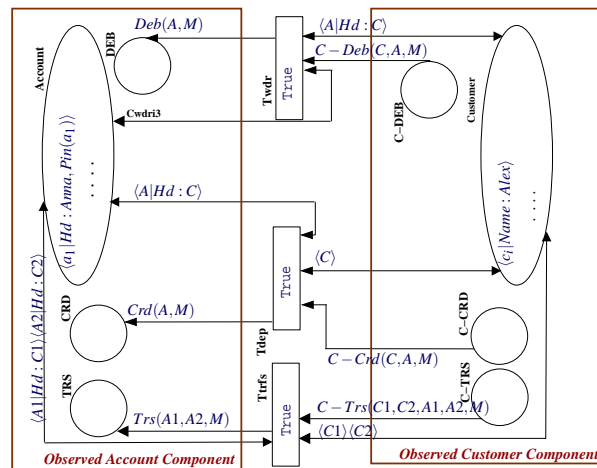 Deb(A,M)
⟨A|Hd : C⟩
C−Deb(C,A,M)
DEB
Account
Twdr
True
Cwdri3
C−DEB
Customer
⟨a₁|Hd : Anna, Pin(a₁)⟩
. . . . .
⟨cᵢ|Name : Alex⟩
. . . .
⟨A|Hd : C⟩
⟨C⟩
True
Tdep
⟨A1|Hd : C1⟩⟨A2|Hd : C2⟩
CRD
Crd(A,M)
C−CRD
C−Crd(C,A,M)
TRS
Ttrfs
True
C−TRS
C−Trs(C1,C2,A1,A2,M)
Trs(A1,A2,M)
⟨C1⟩⟨C2⟩
Observed Account Component
Observed Customer Component